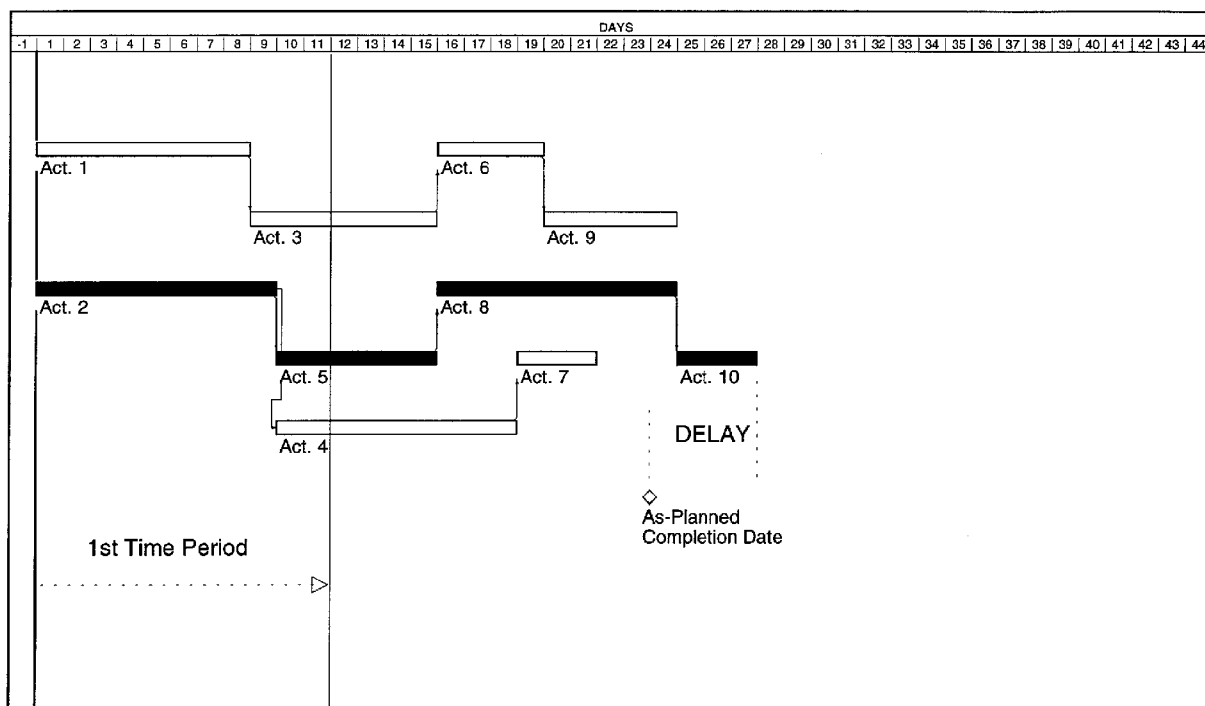 DAYS
-1 1 2 3 4 5 6 7 8 9 10 11 12 13 14 15 16 17 18 19 20 21 22 23 24 25 26 27 28 29 30 31 32 33 34 35 36 37 38 39 40 41 42 43 44
Act. 1
Act. 6
Act. 3
Act. 9
Act. 2
Act. 8
Act. 5
Act. 7
Act. 10
Act. 4
DELAY
As-Planned
Completion Date
1st Time Period